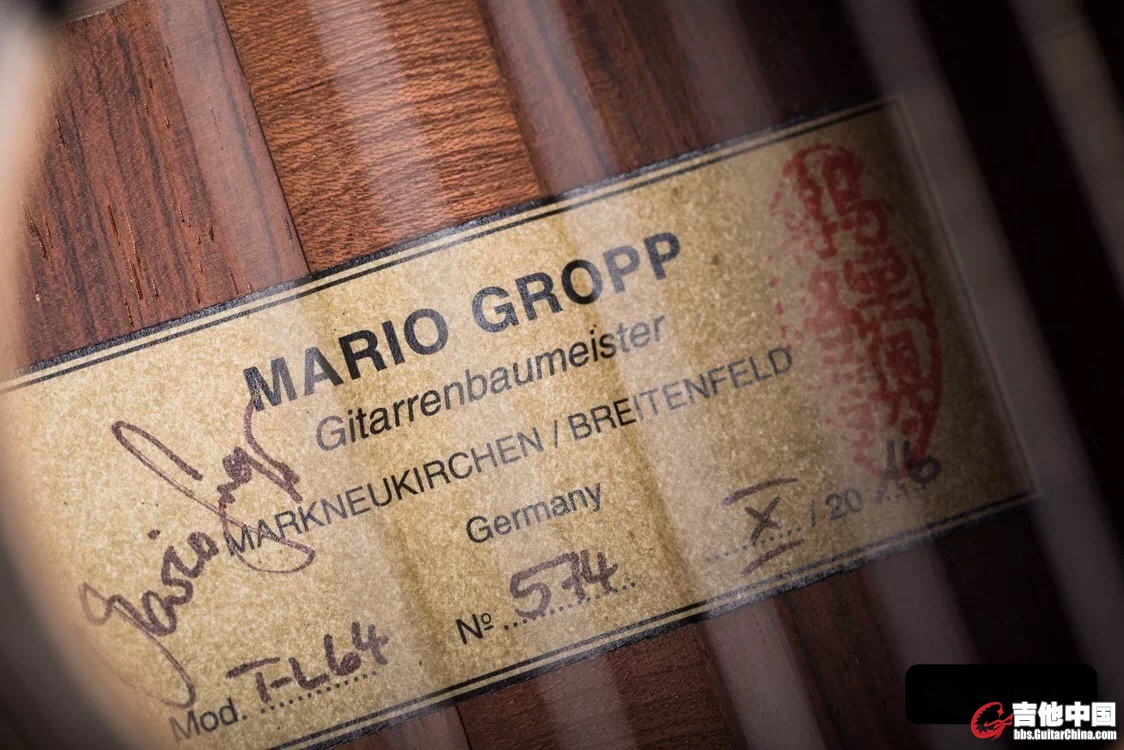 MARIO GROPP
Gitarrenbaumeister
MARKNEUKIRCHEN / BREITENFELD
Germany
X / 20 16
Nº 574
Mod. T-L64
吉他中国
bbs.GuitarChina.com